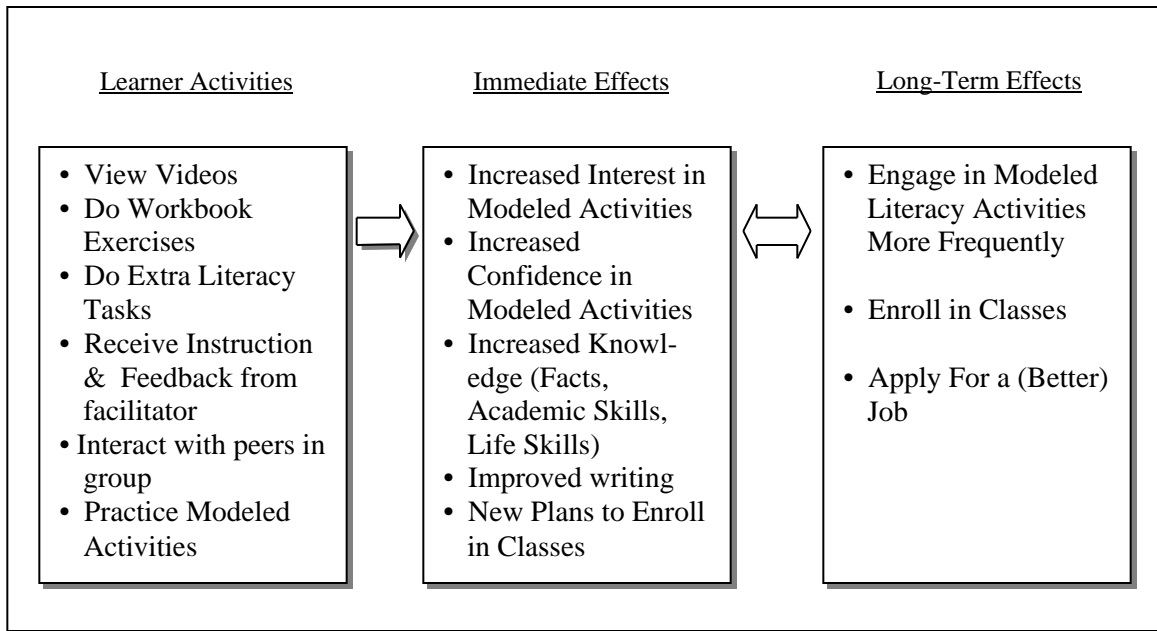 Learner Activities
Immediate Effects
Long-Term Effects
• View Videos
• Do Workbook
Exercises
• Do Extra Literacy
Tasks
• Receive Instruction
& Feedback from
facilitator
• Interact with peers in
group
• Practice Modeled
Activities
• Increased Interest in
Modeled Activities
• Increased
Confidence in
Modeled Activities
• Increased Knowl-
edge (Facts,
Academic Skills,
Life Skills)
• Improved writing
• New Plans to Enroll
in Classes
• Engage in Modeled
Literacy Activities
More Frequently
• Enroll in Classes
• Apply For a (Better)
Job